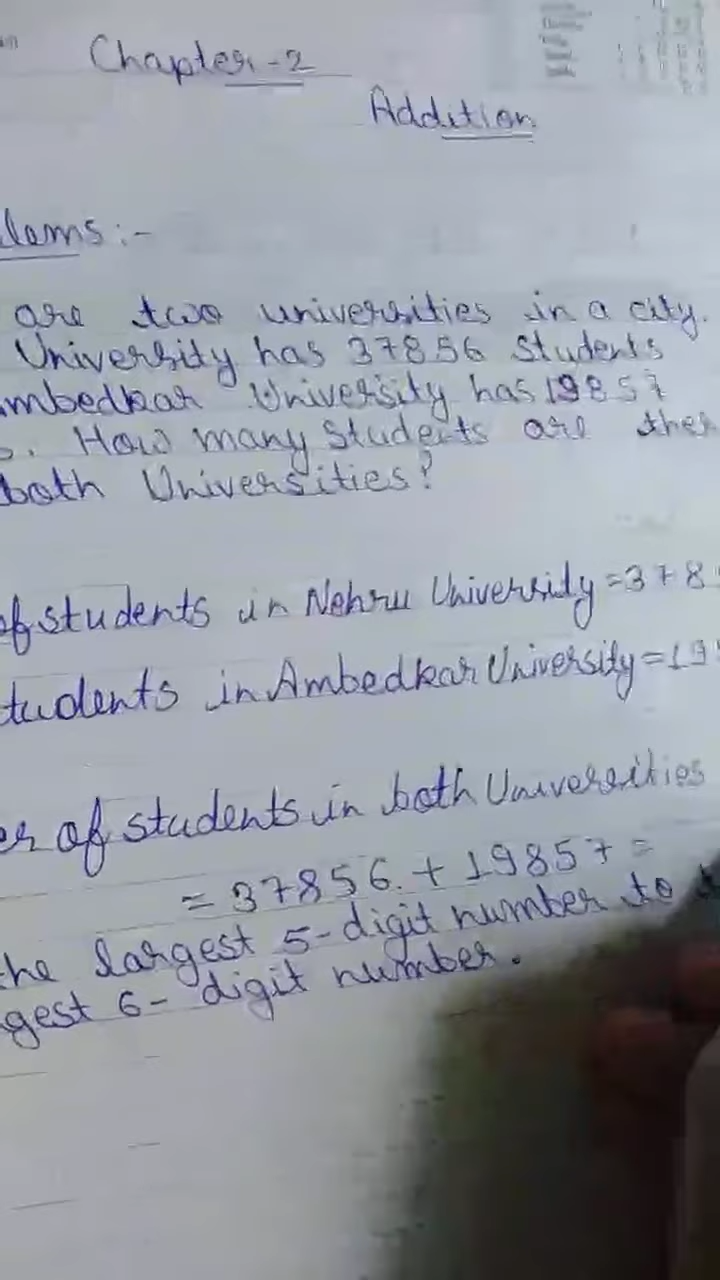 Chapter-2
Addition
lems :-
are two universities in a city.
University has 37856 Students
mbedkar University has 19857
. How many Students are ther
both Universities?
of students in Nehru University = 378
tudents in Ambedkar University = 19
er of students in both Universities
= 37856. + 19857 =
he largest 5-digit number to
gest 6- digit number.